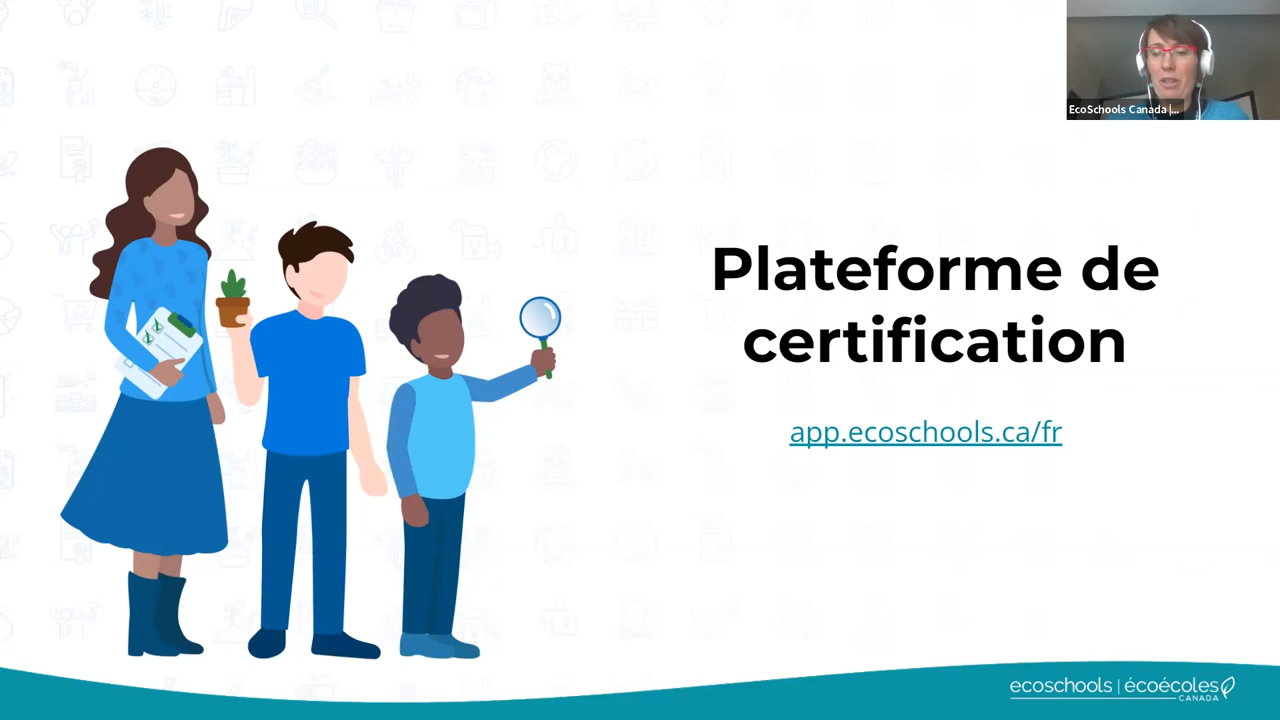 EcoSchools Canada |...
Plateforme de
certification
app.ecoschools.ca/fr
ecoschools | écoécoles
CANADA